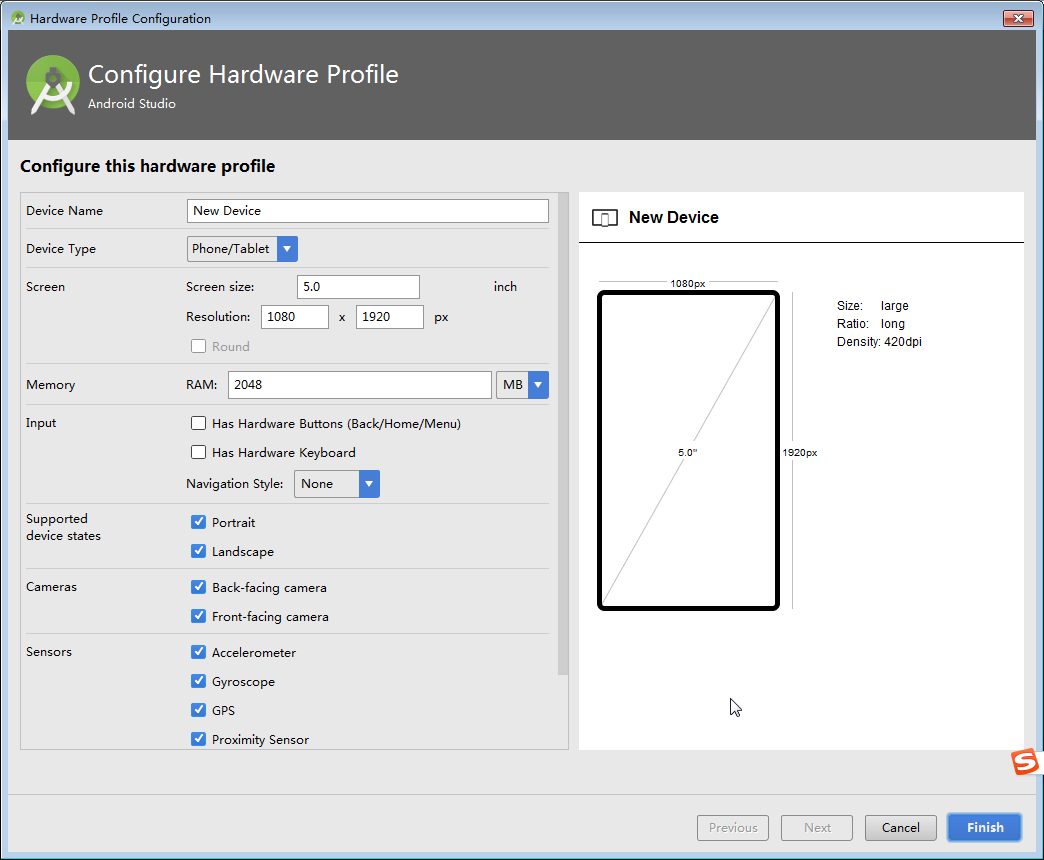 Hardware Profile Configuration
Configure Hardware Profile
Android Studio
Configure this hardware profile
Device Name New Device
Device Type Phone/Tablet
Screen Screen size: 5.0 inch
Resolution: 1080 x 1920 px
Round
Memory RAM: 2048 MB
Input Has Hardware Buttons (Back/Home/Menu)
Has Hardware Keyboard
Navigation Style: None
Supported
device states
Portrait
Landscape
Cameras Back-facing camera
Front-facing camera
Sensors Accelerometer
Gyroscope
GPS
Proximity Sensor
New Device
1080px
Size: large
Ratio: long
Density: 420dpi
5.0"
1920px
S
Previous Next Cancel Finish